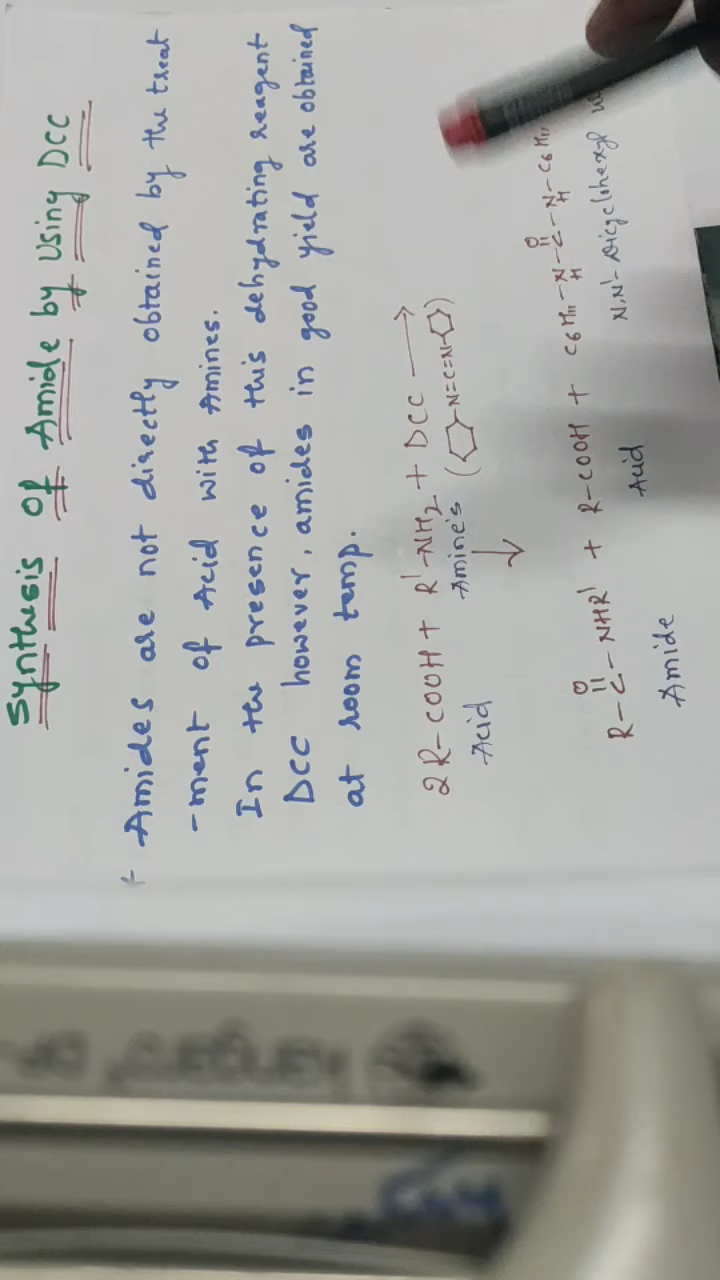 Synthesis of Amide by Using DCC
+ Amides are not directly obtained by the treat
-ment of Acid with Amines.
In the presence of this dehydrating reagent
DCC however, amides in good yield are obtained
at room temp.
2R-COOH + R'-NH2 + DCC →
Acid Amine's ( -N=C=N- )
↓
R-C(=O)-NHR' + R-COOH + C6H11-N(H)-C(=O)-N(H)-C6H11
Amide Acid N,N'-Dicyclohexyl